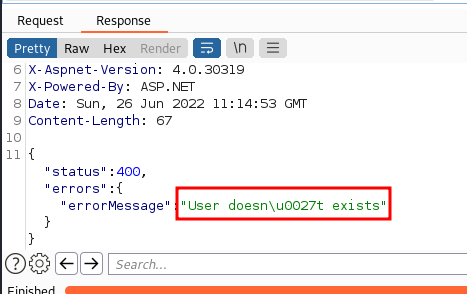 Request Response
Pretty Raw Hex Render \n
6 X-Aspnet-Version: 4.0.30319
7 X-Powered-By: ASP.NET
8 Date: Sun, 26 Jun 2022 11:14:53 GMT
9 Content-Length: 67
10
11 {
"status":400,
"errors":{
"errorMessage":"User doesn\u0027t exists"
}
}
Search...
Finished